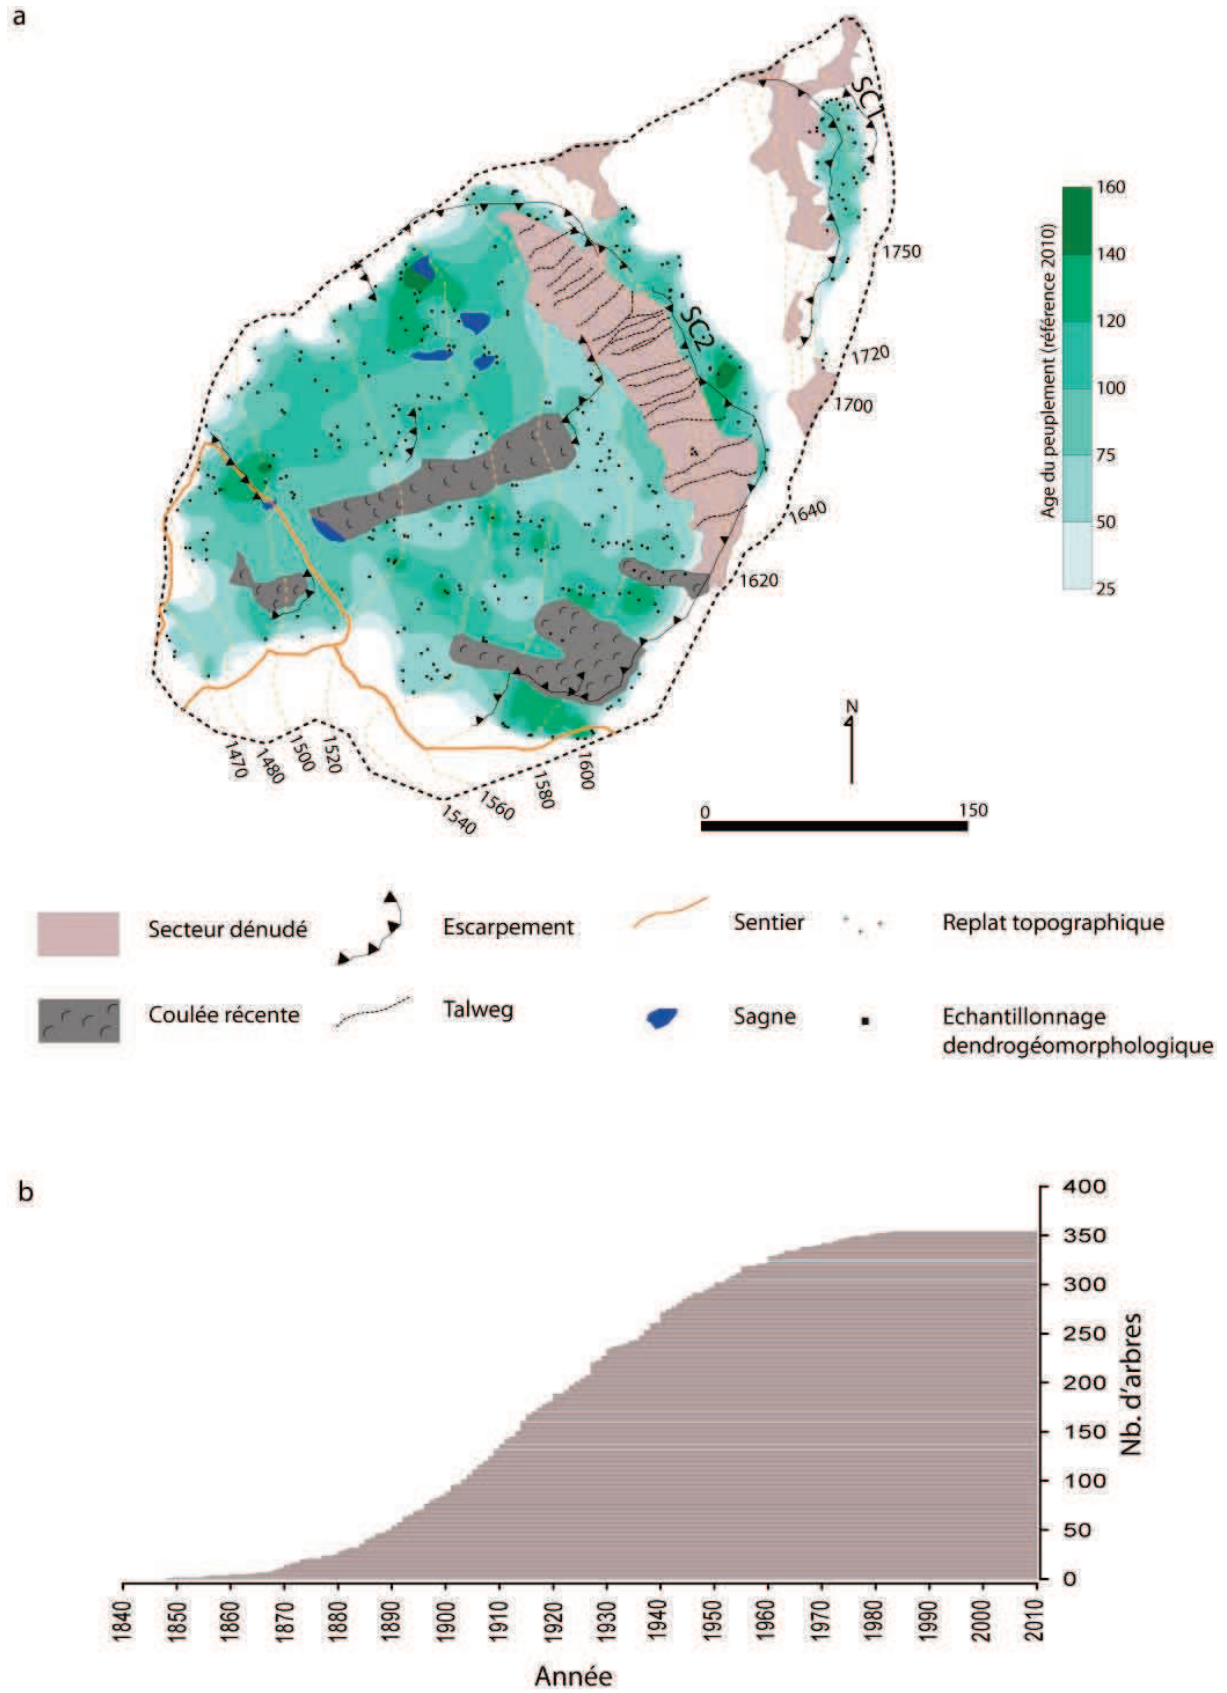 a
SC1
160
140
120
100
75
50
25
Age du peuplement (référence 2010)
1750
SC2
1720
1700
1640
1620
N
1470
1480
1500
1520
1540
1560
1580
1600
0
150
Secteur dénudé
Escarpement
Sentier
Replat topographique
Coulée récente
Talweg
Sagne
Echantillonnage
dendrogéomorphologique
b
400
350
300
250
200
150
100
50
0
Nb. d'arbres
1840
1850
1860
1870
1880
1890
1900
1910
1920
1930
1940
1950
1960
1970
1980
1990
2000
2010
Année